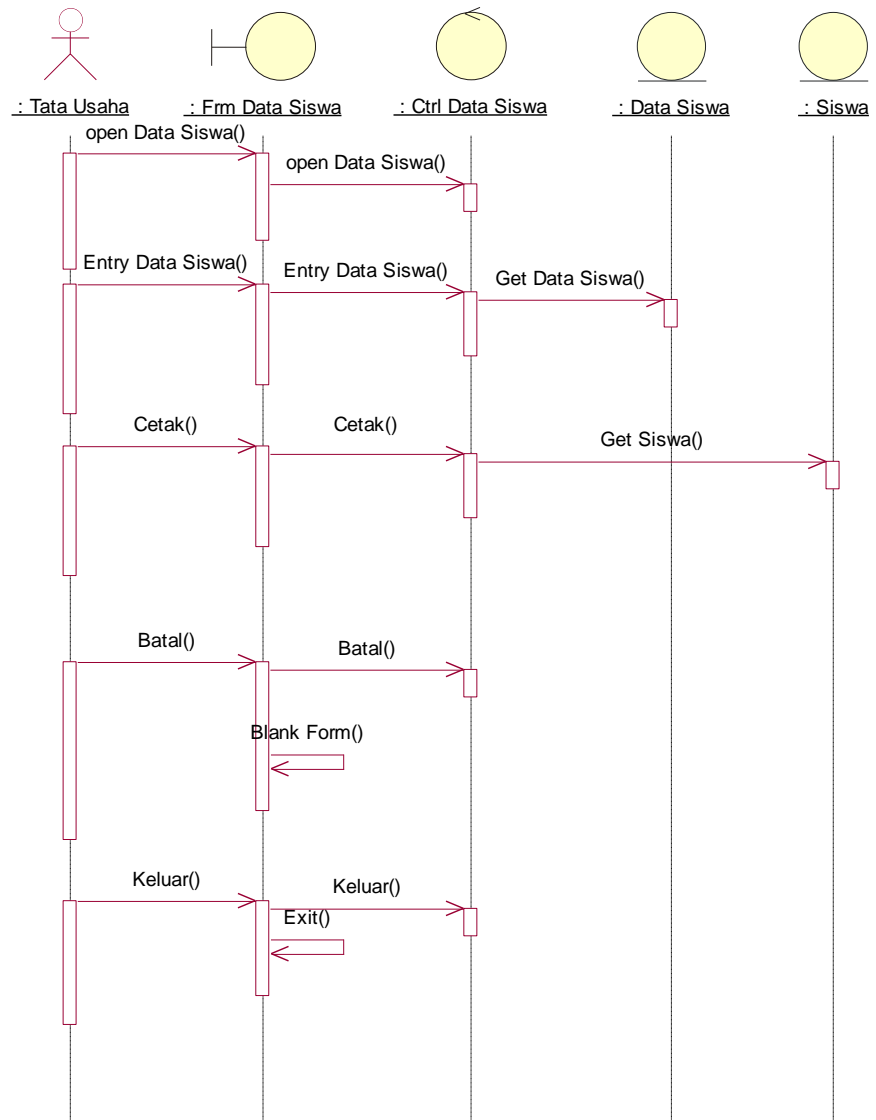 : Tata Usaha
: Frm Data Siswa
: Ctrl Data Siswa
: Data Siswa
: Siswa
open Data Siswa()
open Data Siswa()
Entry Data Siswa()
Entry Data Siswa()
Get Data Siswa()
Cetak()
Cetak()
Get Siswa()
Batal()
Batal()
Blank Form()
Keluar()
Keluar()
Exit()